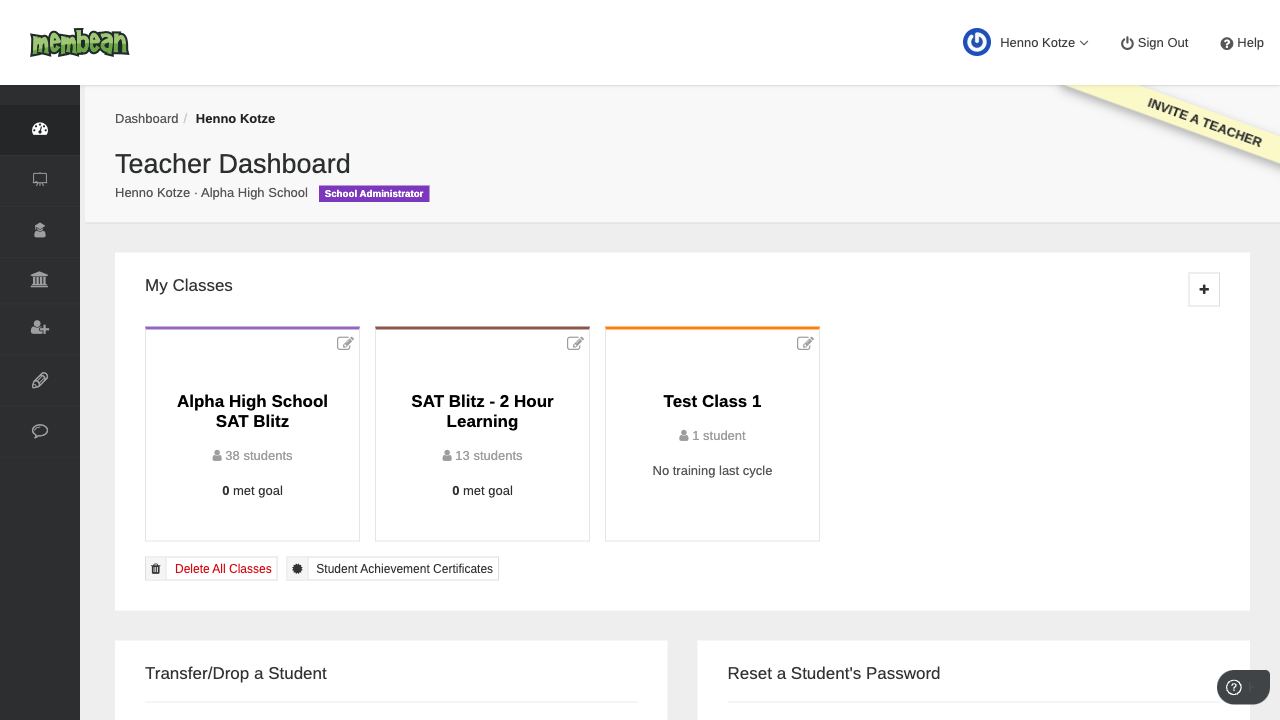 membean
Henno Kotze
Sign Out
Help
INVITE A TEACHER
Dashboard / Henno Kotze
Teacher Dashboard
Henno Kotze · Alpha High School School Administrator
My Classes
Alpha High School
SAT Blitz
38 students
0 met goal
SAT Blitz - 2 Hour
Learning
13 students
0 met goal
Test Class 1
1 student
No training last cycle
Delete All Classes
Student Achievement Certificates
Transfer/Drop a Student
Reset a Student's Password